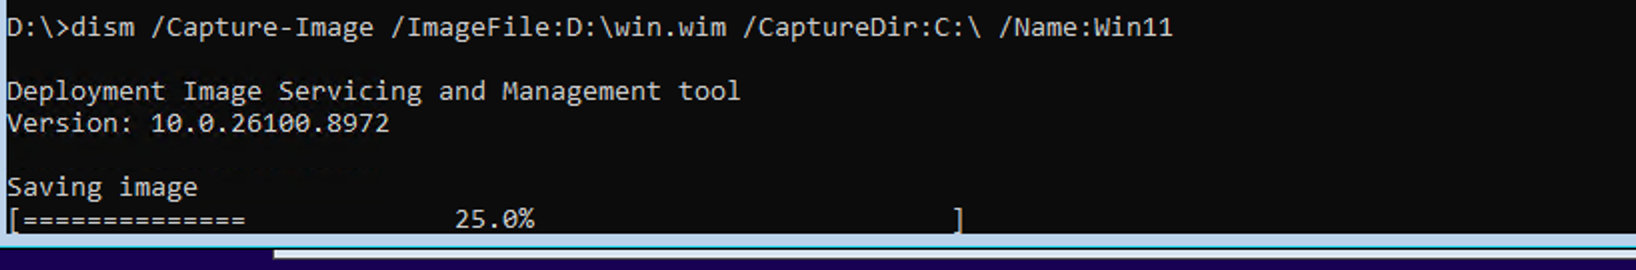 D:\>dism /Capture-Image /ImageFile:D:\win.wim /CaptureDir:C:\ /Name:Win11
Deployment Image Servicing and Management tool
Version: 10.0.26100.8972
Saving image
[==============             25.0%                           ]